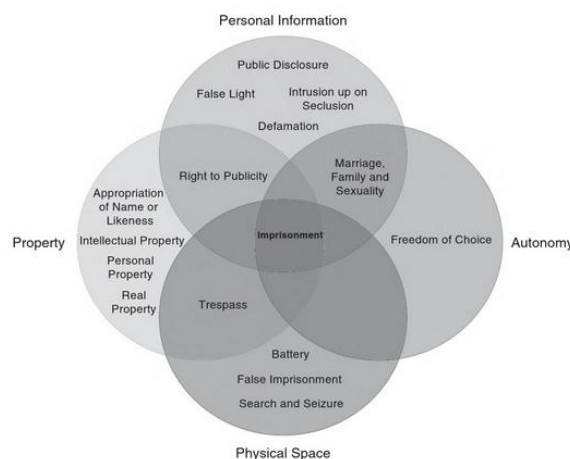 Personal Information
Public Disclosure
False Light
Intrusion up on
Seclusion
Defamation
Right to Publicity
Marriage,
Family and
Sexuality
Appropriation
of Name or
Likeness
Property
Intellectual Property
Imprisonment
Freedom of Choice
Autonomy
Personal
Property
Real
Property
Trespass
Battery
False Imprisonment
Search and Seizure
Physical Space